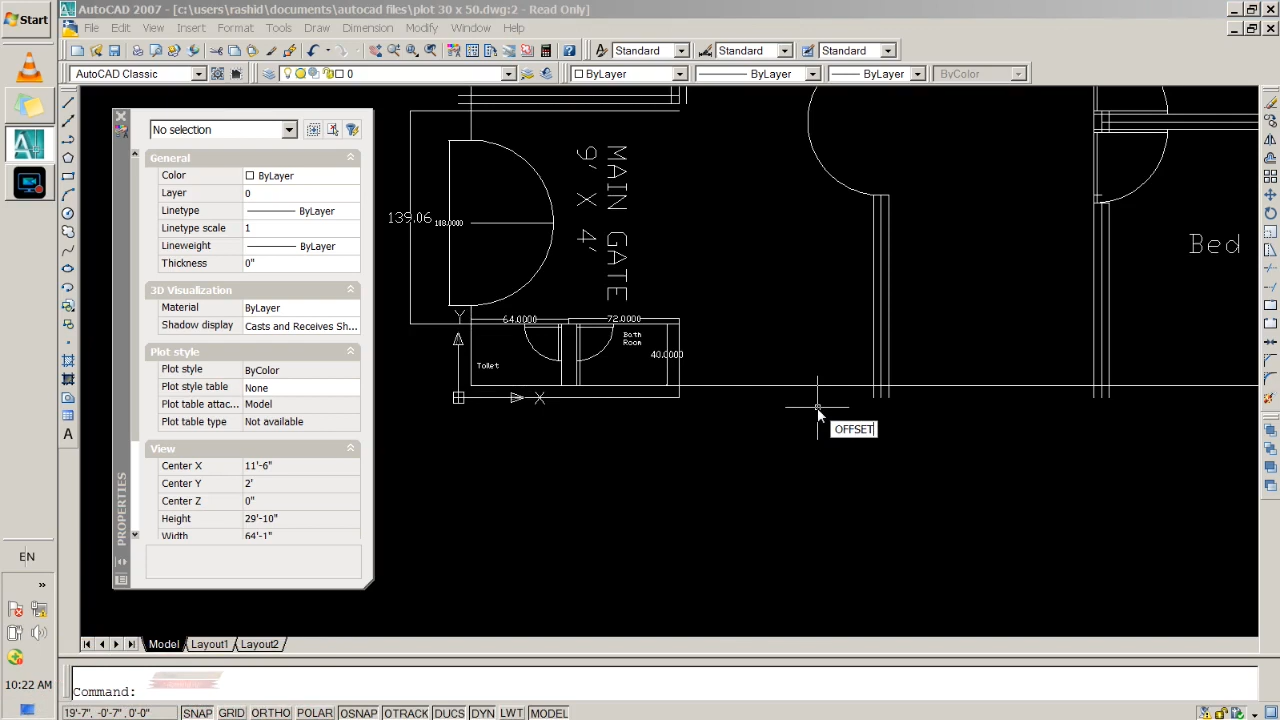 Start
AutoCAD 2007 - [c:\users\rashid\documents\autocad files\plot 30 x 50.dwg:2 - Read Only]
File Edit View Insert Format Tools Draw Dimension Modify Window Help
Standard Standard Standard
AutoCAD Classic 0 ByLayer ByLayer ByLayer ByColor
No selection
General
Color ByLayer
Layer 0
Linetype ByLayer
Linetype scale 1
Lineweight ByLayer
Thickness 0"
3D Visualization
Material ByLayer
Shadow display Casts and Receives Sh...
Plot style
Plot style ByColor
Plot style table None
Plot table attac... Model
Plot table type Not available
View
Center X 11'-6"
Center Y 2'
Center Z 0"
Height 29'-10"
Width 64'-1"
PROPERTIES
139.06
MAIN GATE
9' X 4'
Bed
Y
64.0000 72.0000
Bath
Room
40.0000
Toilet
X
OFFSET
EN
»
10:22 AM
Model Layout1 Layout2
Command:
19'-7", -0'-7", 0'-0" SNAP GRID ORTHO POLAR OSNAP OTRACK DUCS DYN LWT MODEL